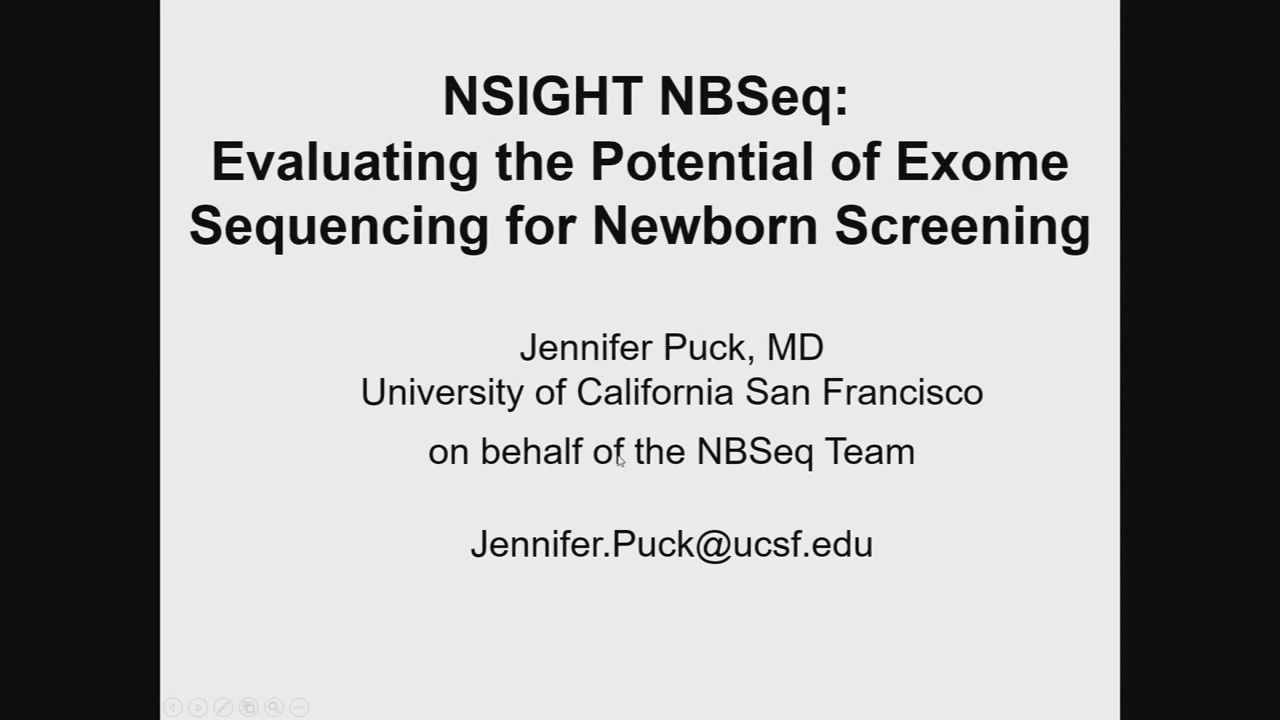 NSIGHT NBSeq:
Evaluating the Potential of Exome
Sequencing for Newborn Screening
Jennifer Puck, MD
University of California San Francisco
on behalf of the NBSeq Team
Jennifer.Puck@ucsf.edu